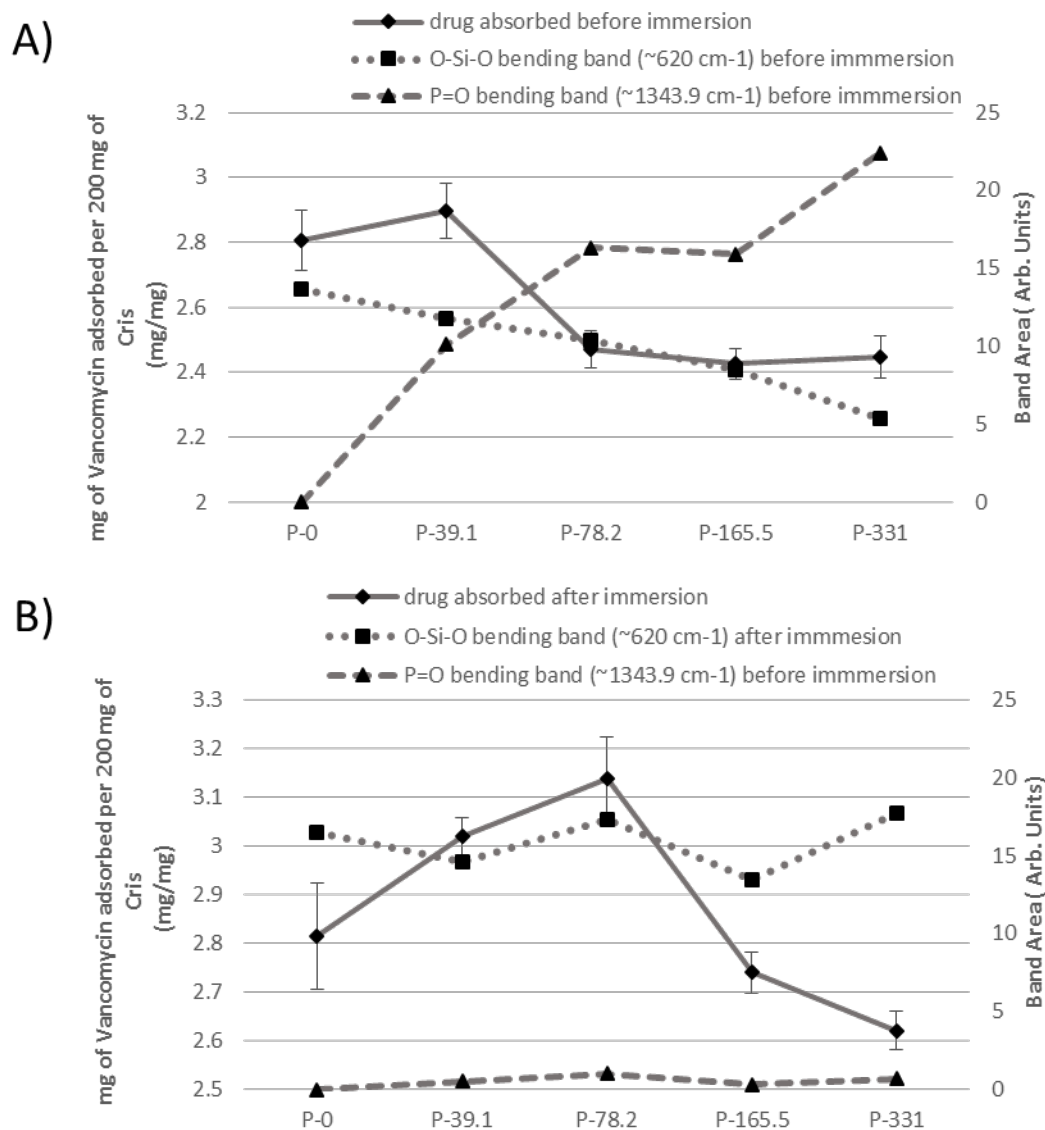 A)
drug absorbed before immersion
O-Si-O bending band (~620 cm-1) before immmersion
P=O bending band (~1343.9 cm-1) before immmersion
mg of Vancomycin adsorbed per 200 mg of
Cris
(mg/mg)
3.2
3
2.8
2.6
2.4
2.2
2
25
20
15
10
5
0
Band Area ( Arb. Units)
P-0
P-39.1
P-78.2
P-165.5
P-331
B)
drug absorbed after immersion
O-Si-O bending band (~620 cm-1) after immmesion
P=O bending band (~1343.9 cm-1) before immmersion
mg of Vancomycin adsorbed per 200 mg of
Cris
(mg/mg)
3.3
3.2
3.1
3
2.9
2.8
2.7
2.6
2.5
25
20
15
10
5
0
Band Area ( Arb. Units)
P-0
P-39.1
P-78.2
P-165.5
P-331